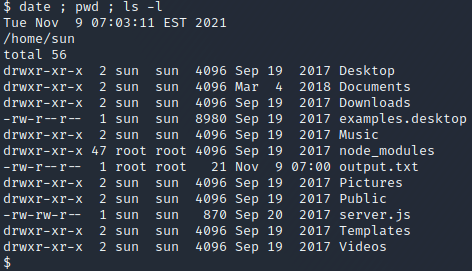 $ date ; pwd ; ls -l
Tue Nov  9 07:03:11 EST 2021
/home/sun
total 56
drwxr-xr-x  2 sun  sun  4096 Sep 19  2017 Desktop
drwxr-xr-x  2 sun  sun  4096 Mar  4  2018 Documents
drwxr-xr-x  2 sun  sun  4096 Sep 19  2017 Downloads
-rw-r--r--  1 sun  sun  8980 Sep 19  2017 examples.desktop
drwxr-xr-x  2 sun  sun  4096 Sep 19  2017 Music
drwxr-xr-x 47 root root 4096 Sep 19  2017 node_modules
-rw-r--r--  1 root root   21 Nov  9 07:00 output.txt
drwxr-xr-x  2 sun  sun  4096 Sep 19  2017 Pictures
drwxr-xr-x  2 sun  sun  4096 Sep 19  2017 Public
-rw-rw-r--  1 sun  sun   870 Sep 20  2017 server.js
drwxr-xr-x  2 sun  sun  4096 Sep 19  2017 Templates
drwxr-xr-x  2 sun  sun  4096 Sep 19  2017 Videos
$